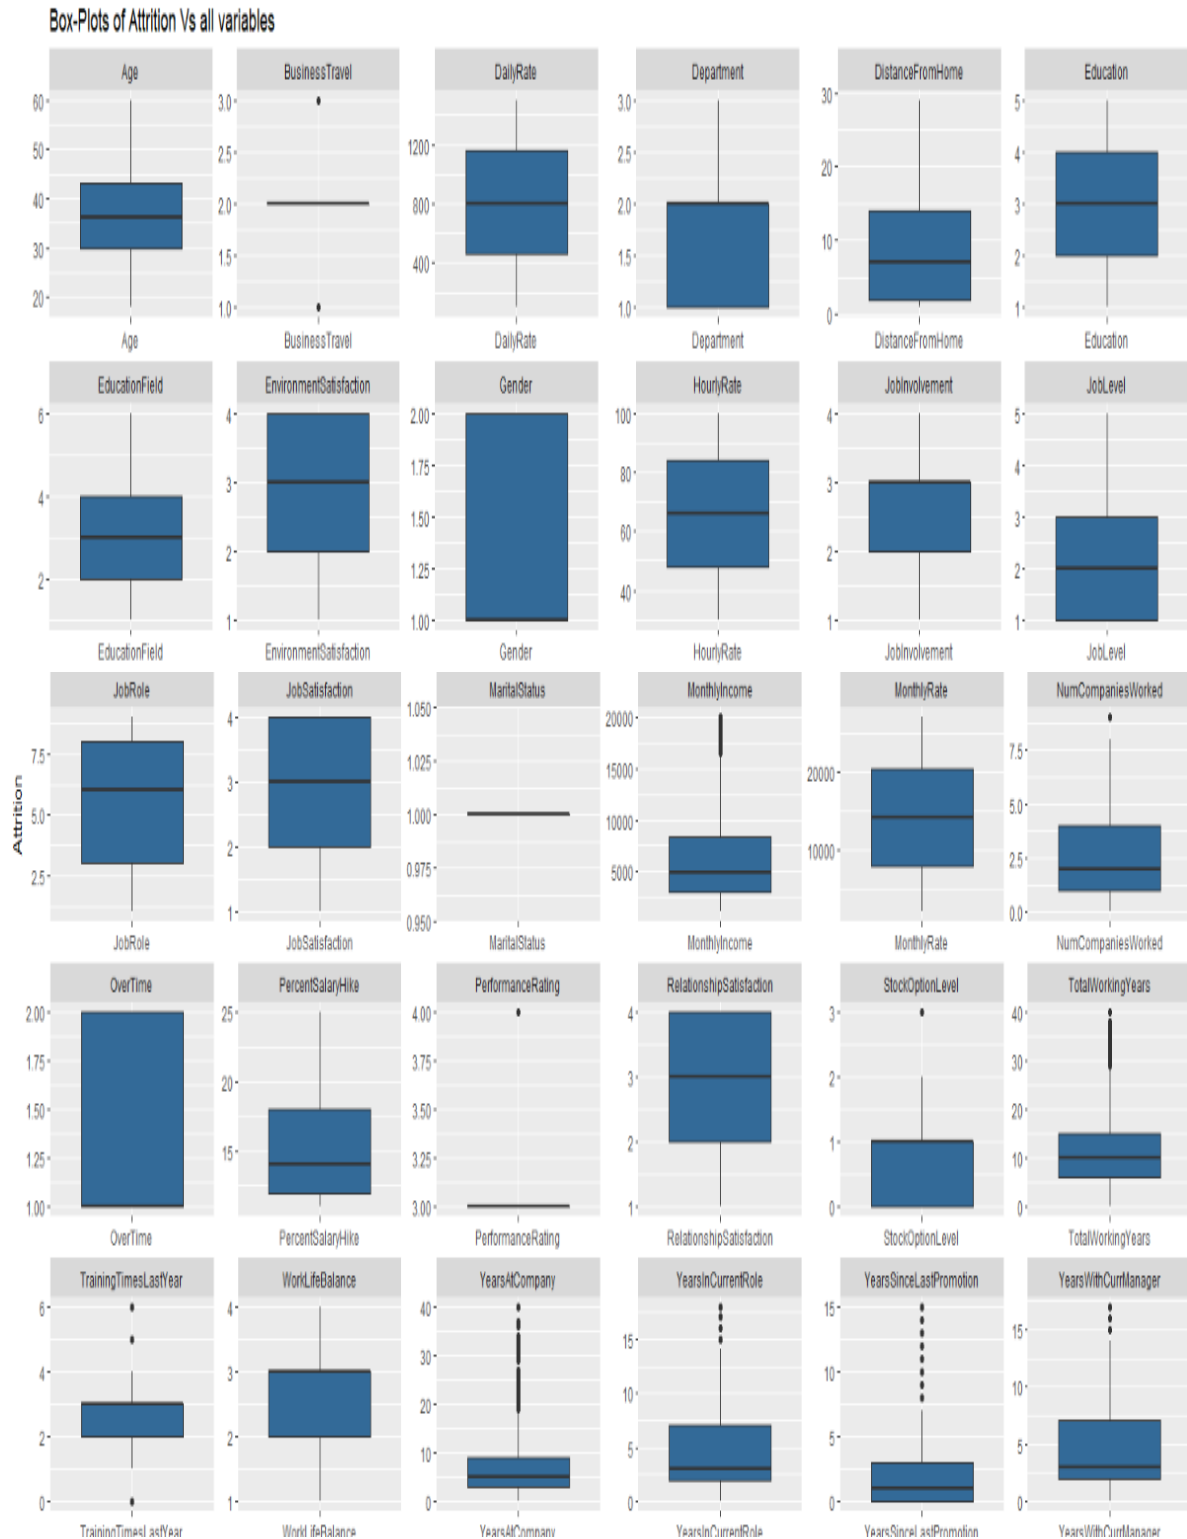 Box-Plots of Attrition Vs all variables
Age BusinessTravel DailyRate Department DistanceFromHome Education
60 50 40 30 20
3.0 2.5 2.0 1.5 1.0
1200 800 400
3.0 2.5 2.0 1.5 1.0
30 20 10 0
5 4 3 2 1
Age BusinessTravel DailyRate Department DistanceFromHome Education
EducationField EnvironmentSatisfaction Gender HourlyRate JobInvolvement JobLevel
6 4 2
4 3 2 1
2.00 1.75 1.50 1.25 1.00
100 80 60 40
4 3 2 1
5 4 3 2 1
EducationField EnvironmentSatisfaction Gender HourlyRate JobInvolvement JobLevel
Attrition
JobRole JobSatisfaction MaritalStatus MonthlyIncome MonthlyRate NumCompaniesWorked
7.5 5.0 2.5
4 3 2 1
1.050 1.025 1.000 0.975 0.950
20000 15000 10000 5000
20000 10000
7.5 5.0 2.5 0.0
JobRole JobSatisfaction MaritalStatus MonthlyIncome MonthlyRate NumCompaniesWorked
OverTime PercentSalaryHike PerformanceRating RelationshipSatisfaction StockOptionLevel TotalWorkingYears
2.00 1.75 1.50 1.25 1.00
25 20 15
4.00 3.75 3.50 3.25 3.00
4 3 2 1
3 2 1 0
40 30 20 10 0
OverTime PercentSalaryHike PerformanceRating RelationshipSatisfaction StockOptionLevel TotalWorkingYears
TrainingTimesLastYear WorkLifeBalance YearsAtCompany YearsInCurrentRole YearsSinceLastPromotion YearsWithCurrManager
6 4 2 0
4 3 2 1
40 30 20 10 0
15 10 5 0
15 10 5 0
15 10 5 0
TrainingTimesLastYear WorkLifeBalance YearsAtCompany YearsInCurrentRole YearsSinceLastPromotion YearsWithCurrManager